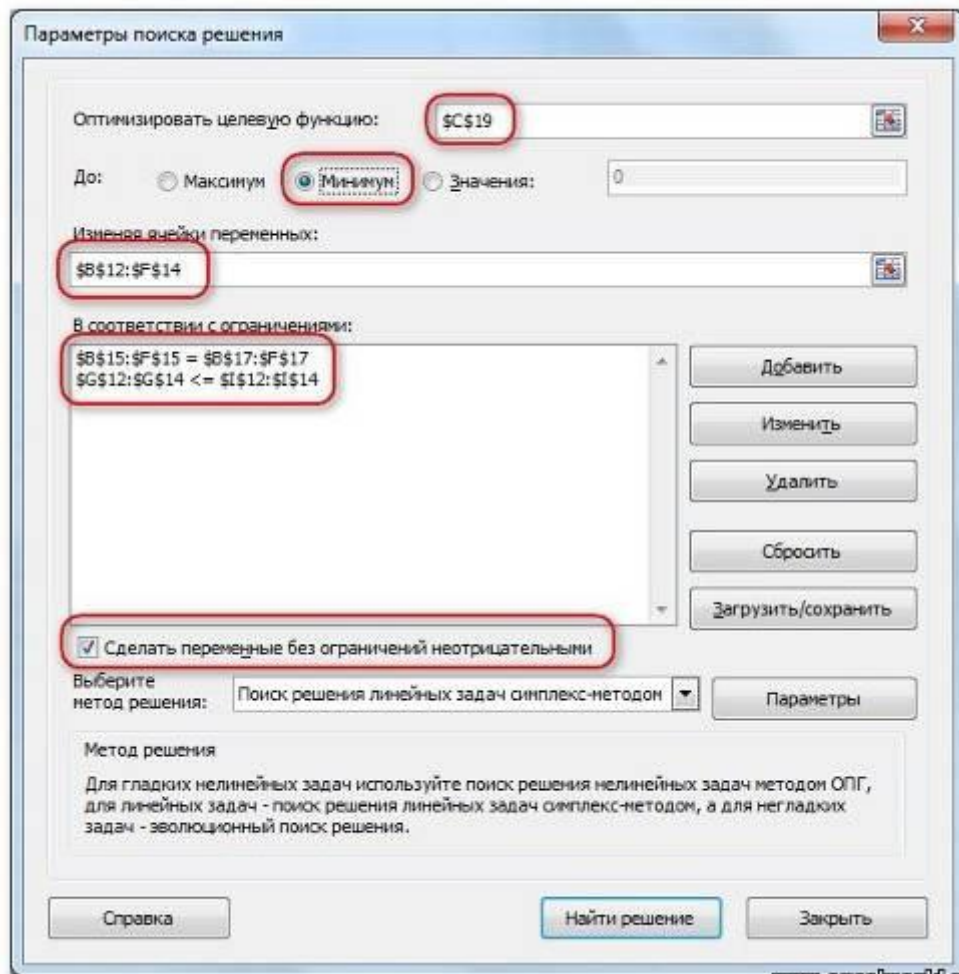 Параметры поиска решения
Оптимизировать целевую функцию: $C$19
До: Максимум Минимум Значения: 0
Изменяя ячейки переменных:
$B$12:$F$14
В соответствии с ограничениями:
$B$15:$F$15 = $B$17:$F$17
$G$12:$G$14 <= $I$12:$I$14
Добавить
Изменить
Удалить
Сбросить
Загрузить/сохранить
Сделать переменные без ограничений неотрицательными
Выберите
метод решения: Поиск решения линейных задач симплекс-методом Параметры
Метод решения
Для гладких нелинейных задач используйте поиск решения нелинейных задач методом ОПГ,
для линейных задач - поиск решения линейных задач симплекс-методом, а для негладких
задач - эволюционный поиск решения.
Справка Найти решение Закрыть